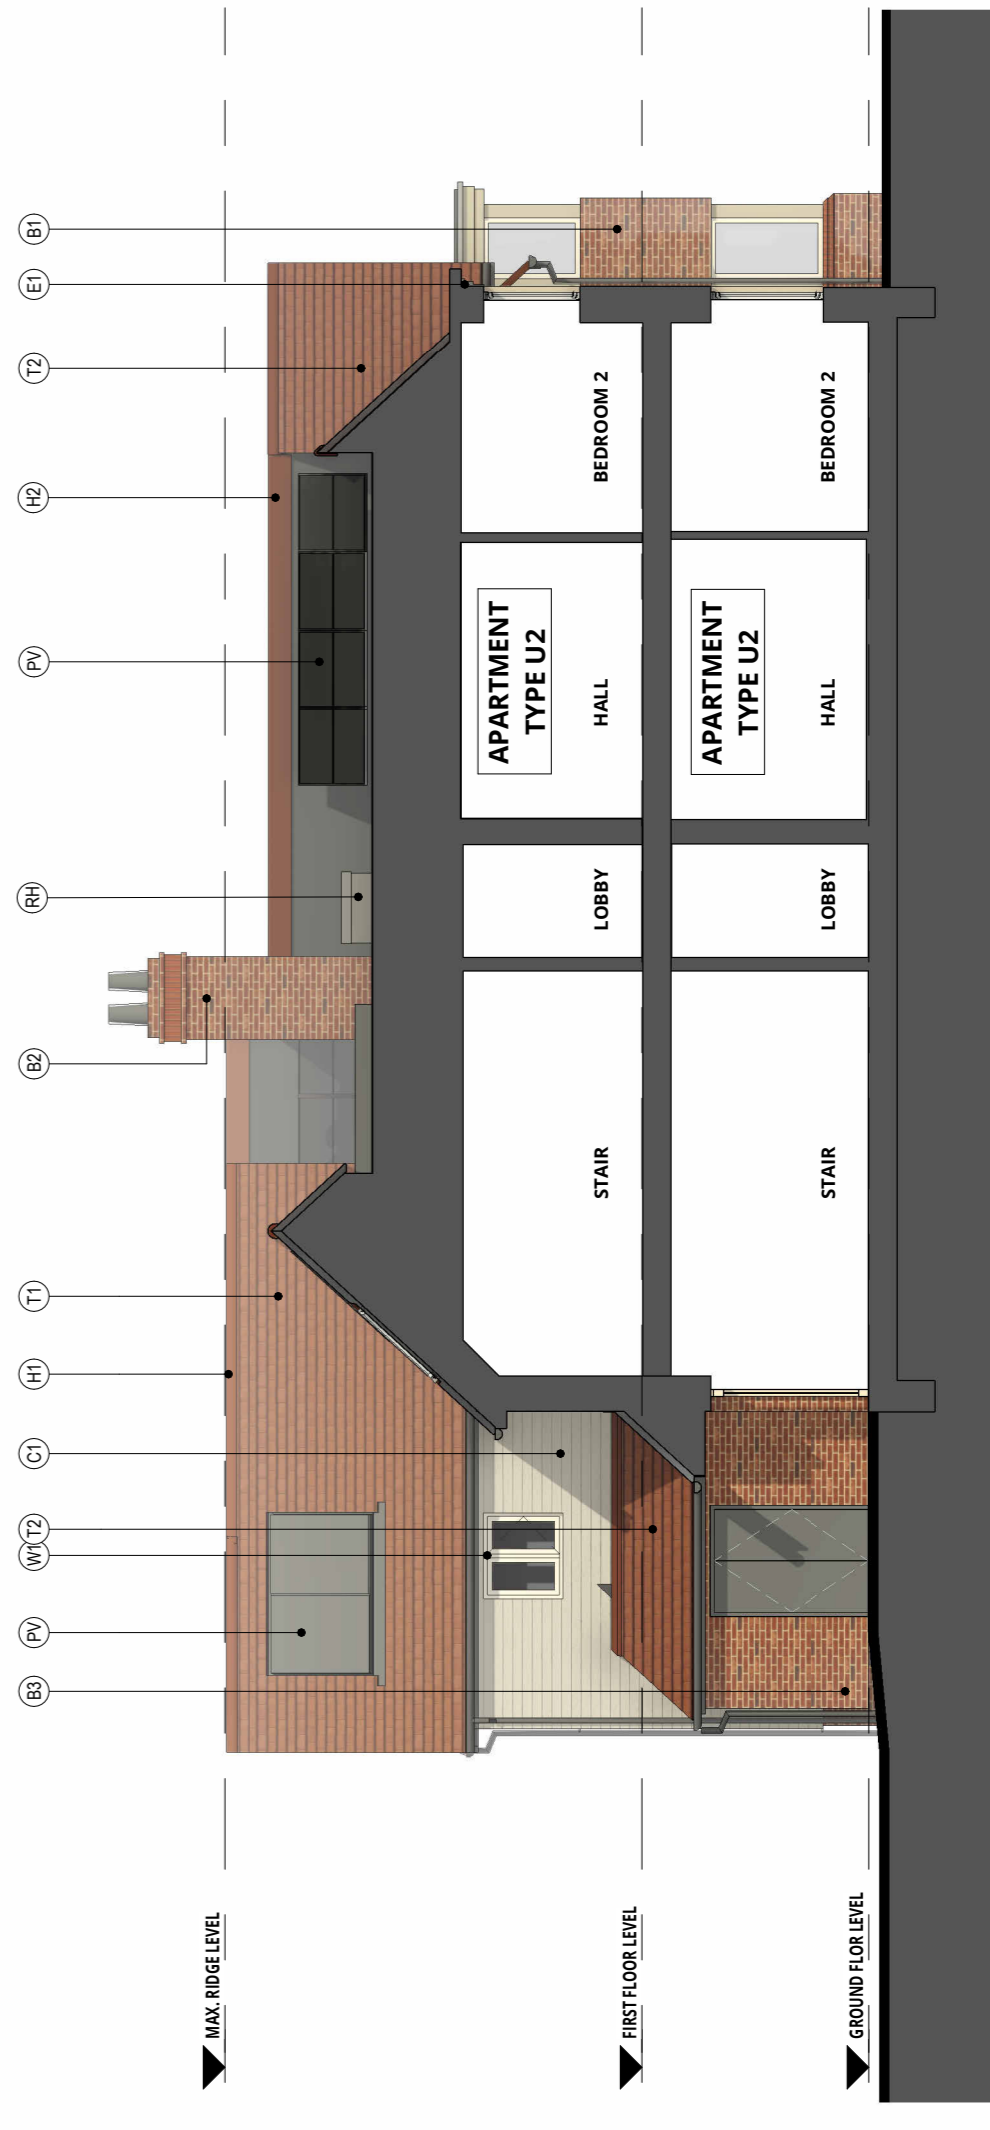 B3
PV
W1
T2
C1
H1
T1
B2
RH
PV
H2
T2
E1
B1
MAX. RIDGE LEVEL
APARTMENT
TYPE U2
STAIR
LOBBY
HALL
BEDROOM 2
FIRST FLOOR LEVEL
APARTMENT
TYPE U2
STAIR
LOBBY
HALL
BEDROOM 2
GROUND FLOR LEVEL